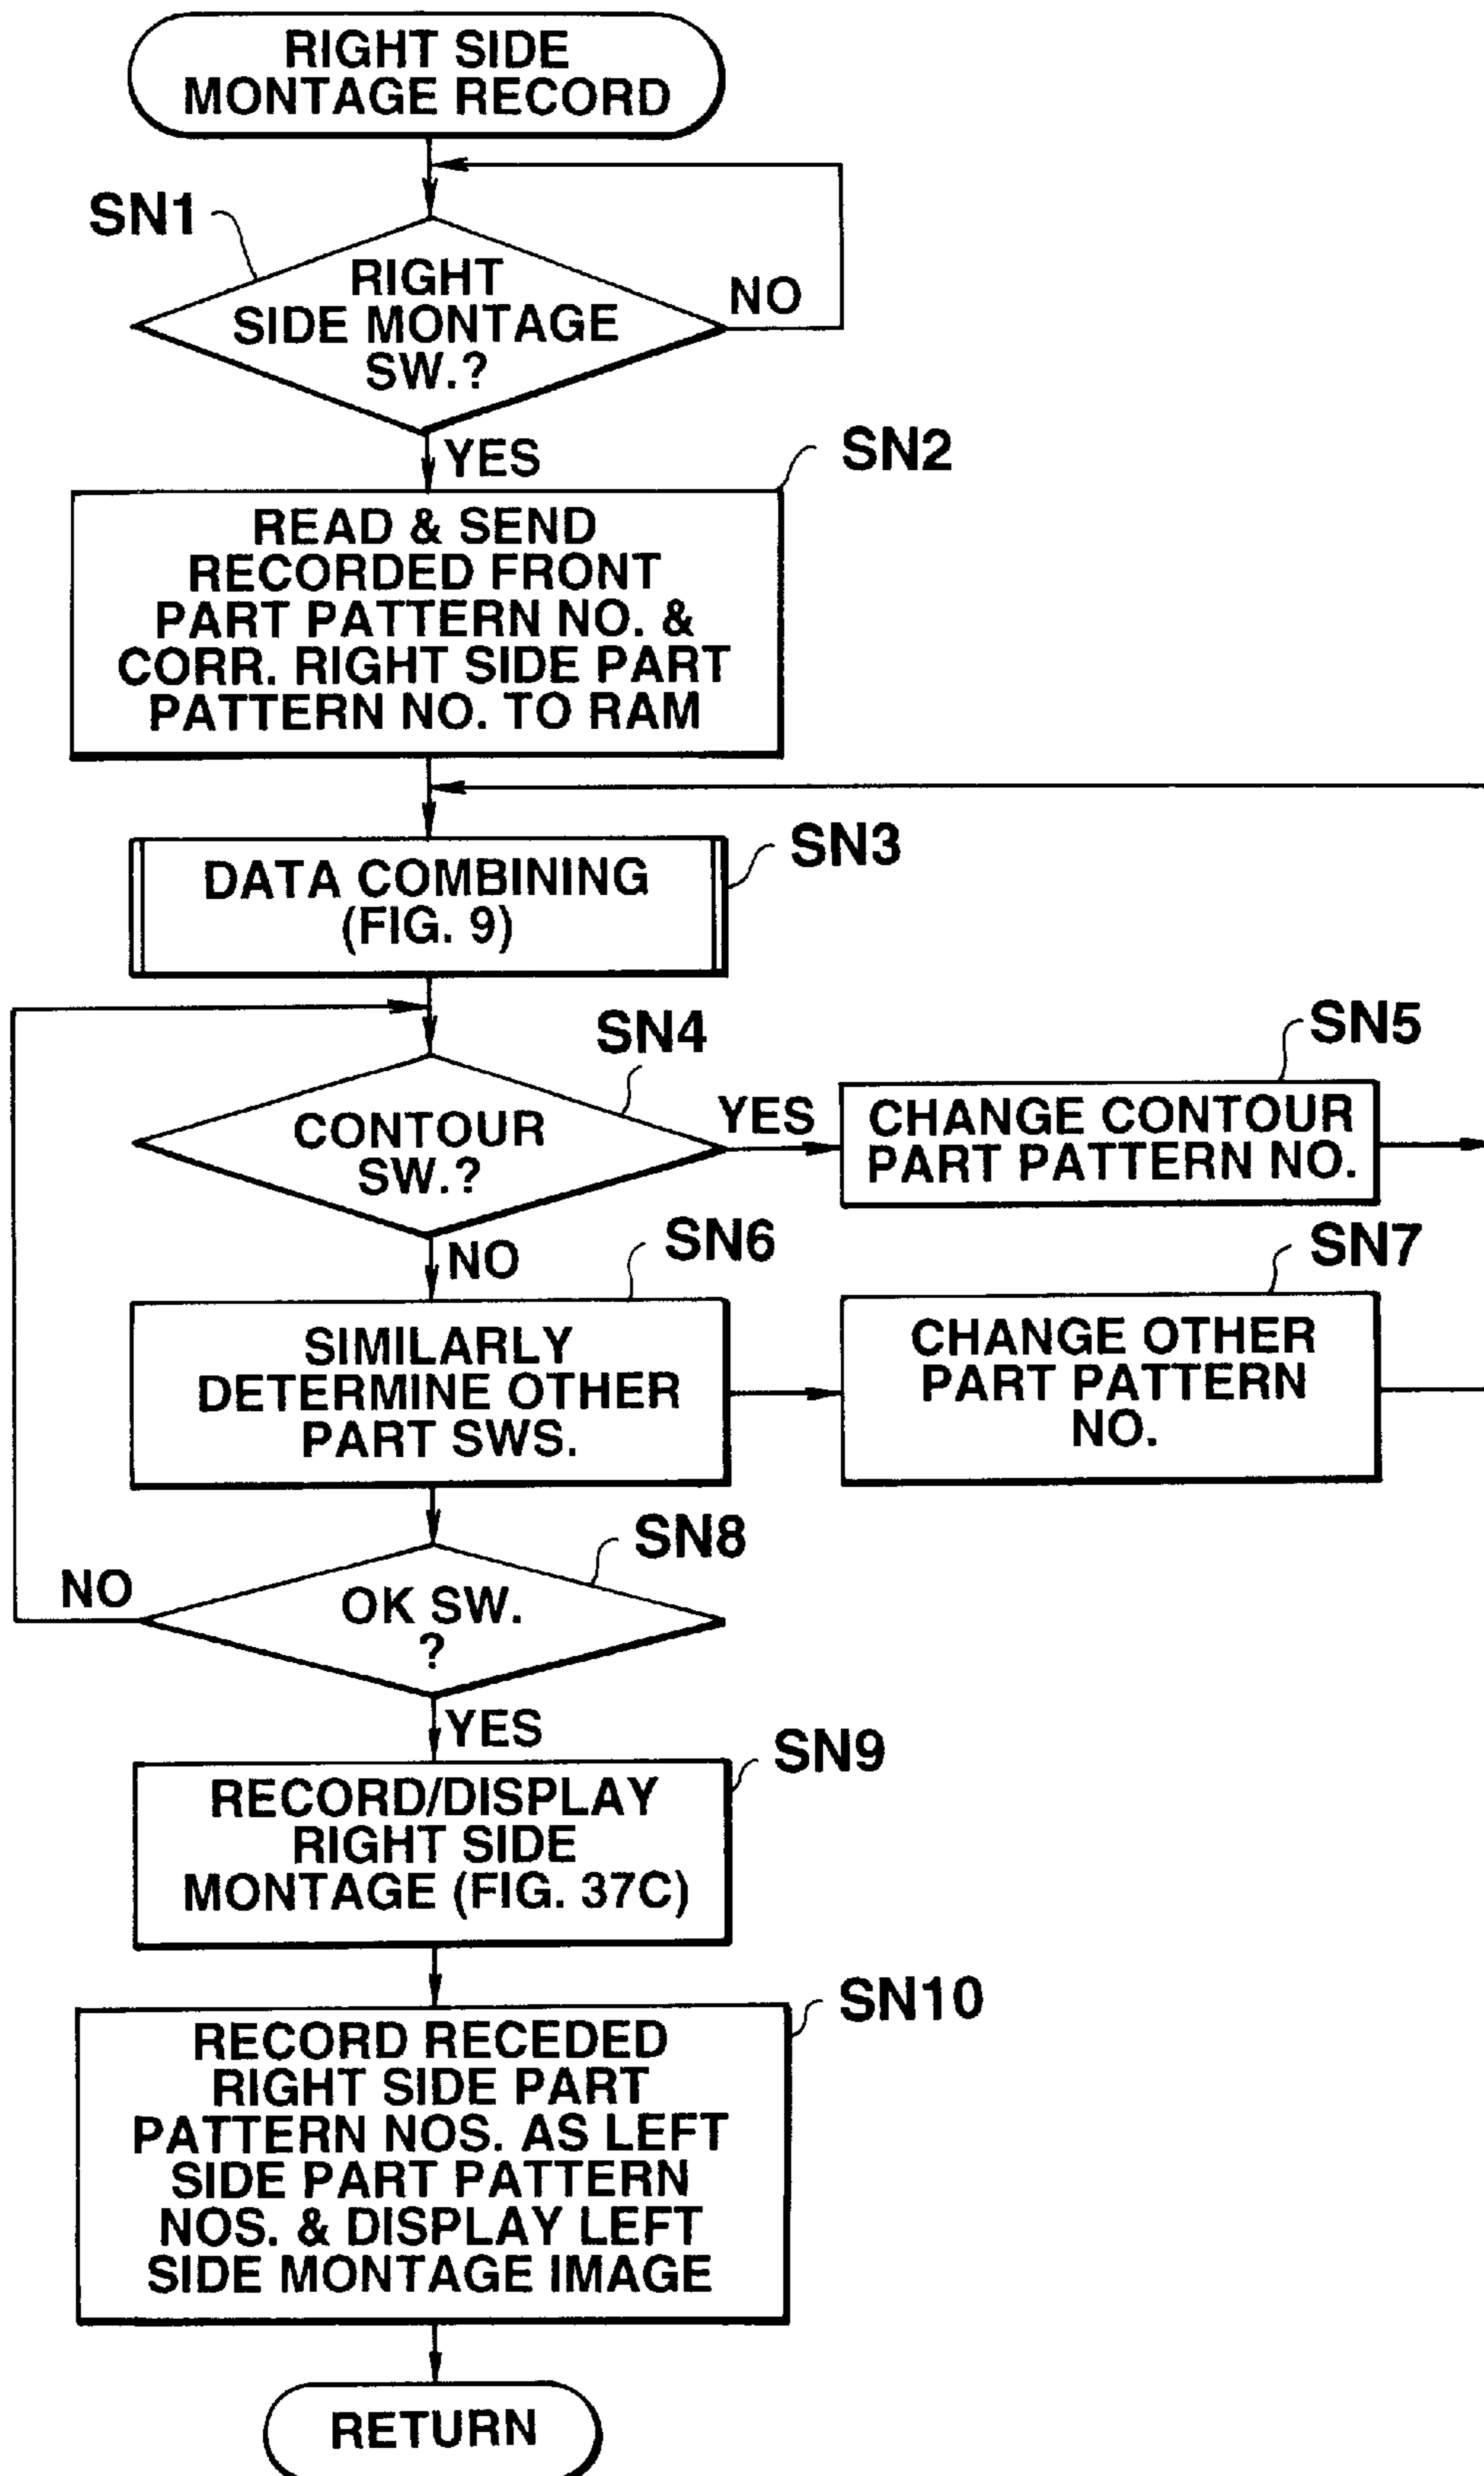 RIGHT SIDE
MONTAGE RECORD
SN1
RIGHT
SIDE MONTAGE
SW.?
NO
YES
SN2
READ & SEND
RECORDED FRONT
PART PATTERN NO. &
CORR. RIGHT SIDE PART
PATTERN NO. TO RAM
SN3
DATA COMBINING
(FIG. 9)
SN4
CONTOUR
SW.?
YES
SN5
CHANGE CONTOUR
PART PATTERN NO.
NO
SN6
SIMILARLY
DETERMINE OTHER
PART SWS.
SN7
CHANGE OTHER
PART PATTERN
NO.
SN8
OK SW.
?
NO
YES
SN9
RECORD/DISPLAY
RIGHT SIDE
MONTAGE (FIG. 37C)
SN10
RECORD RECEDED
RIGHT SIDE PART
PATTERN NOS. AS LEFT
SIDE PART PATTERN
NOS. & DISPLAY LEFT
SIDE MONTAGE IMAGE
RETURN